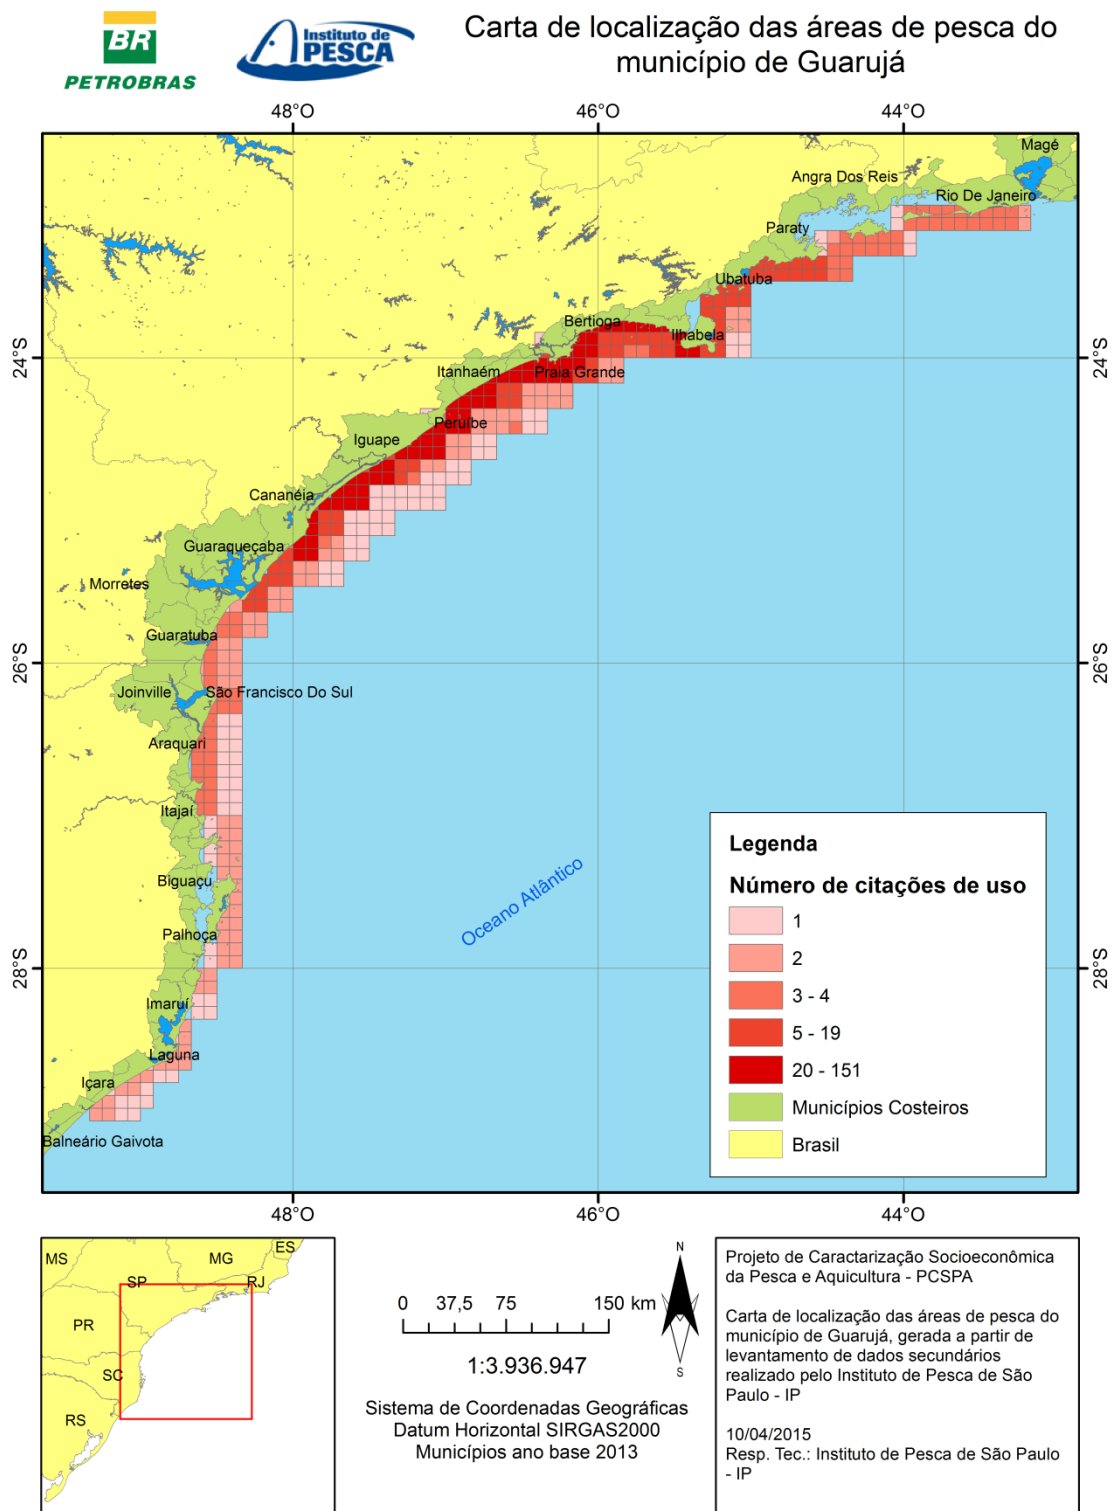 BR
PETROBRAS
Instituto de
PESCA
Carta de localização das áreas de pesca do
município de Guarujá
48°O
46°O
44°O
Magé
Angra Dos Reis
Rio De Janeiro
Paraty
Ubatuba
Bertioga
Ilhabela
24°S
24°S
Itanhaém
Praia Grande
Peruíbe
Iguape
Cananéia
Guaraqueçaba
Morretes
Guaratuba
26°S
26°S
Joinville
São Francisco Do Sul
Araquari
Itajaí
Biguaçu
Palhoça
Oceano Atlântico
28°S
28°S
Imaruí
Laguna
Içara
Balneário Gaivota
Legenda
Número de citações de uso
1
2
3 - 4
5 - 19
20 - 151
Municípios Costeiros
Brasil
48°O
46°O
44°O
MS
MG
ES
SP
RJ
PR
SC
RS
0 37,5 75 150 km
1:3.936.947
Sistema de Coordenadas Geográficas
Datum Horizontal SIRGAS2000
Municípios ano base 2013
N
S
Projeto de Caractarização Socioeconômica
da Pesca e Aquicultura - PCSPA
Carta de localização das áreas de pesca do
município de Guarujá, gerada a partir de
levantamento de dados secundários
realizado pelo Instituto de Pesca de São
Paulo - IP
10/04/2015
Resp. Tec.: Instituto de Pesca de São Paulo
- IP